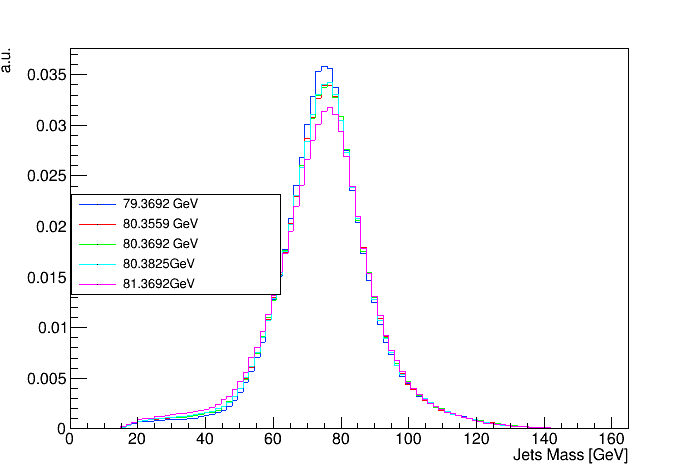 a.u.
0.035
0.03
0.025
0.02
0.015
0.01
0.005
0
79.3692 GeV
80.3559 GeV
80.3692 GeV
80.3825GeV
81.3692GeV
0 20 40 60 80 100 120 140 160
Jets Mass [GeV]